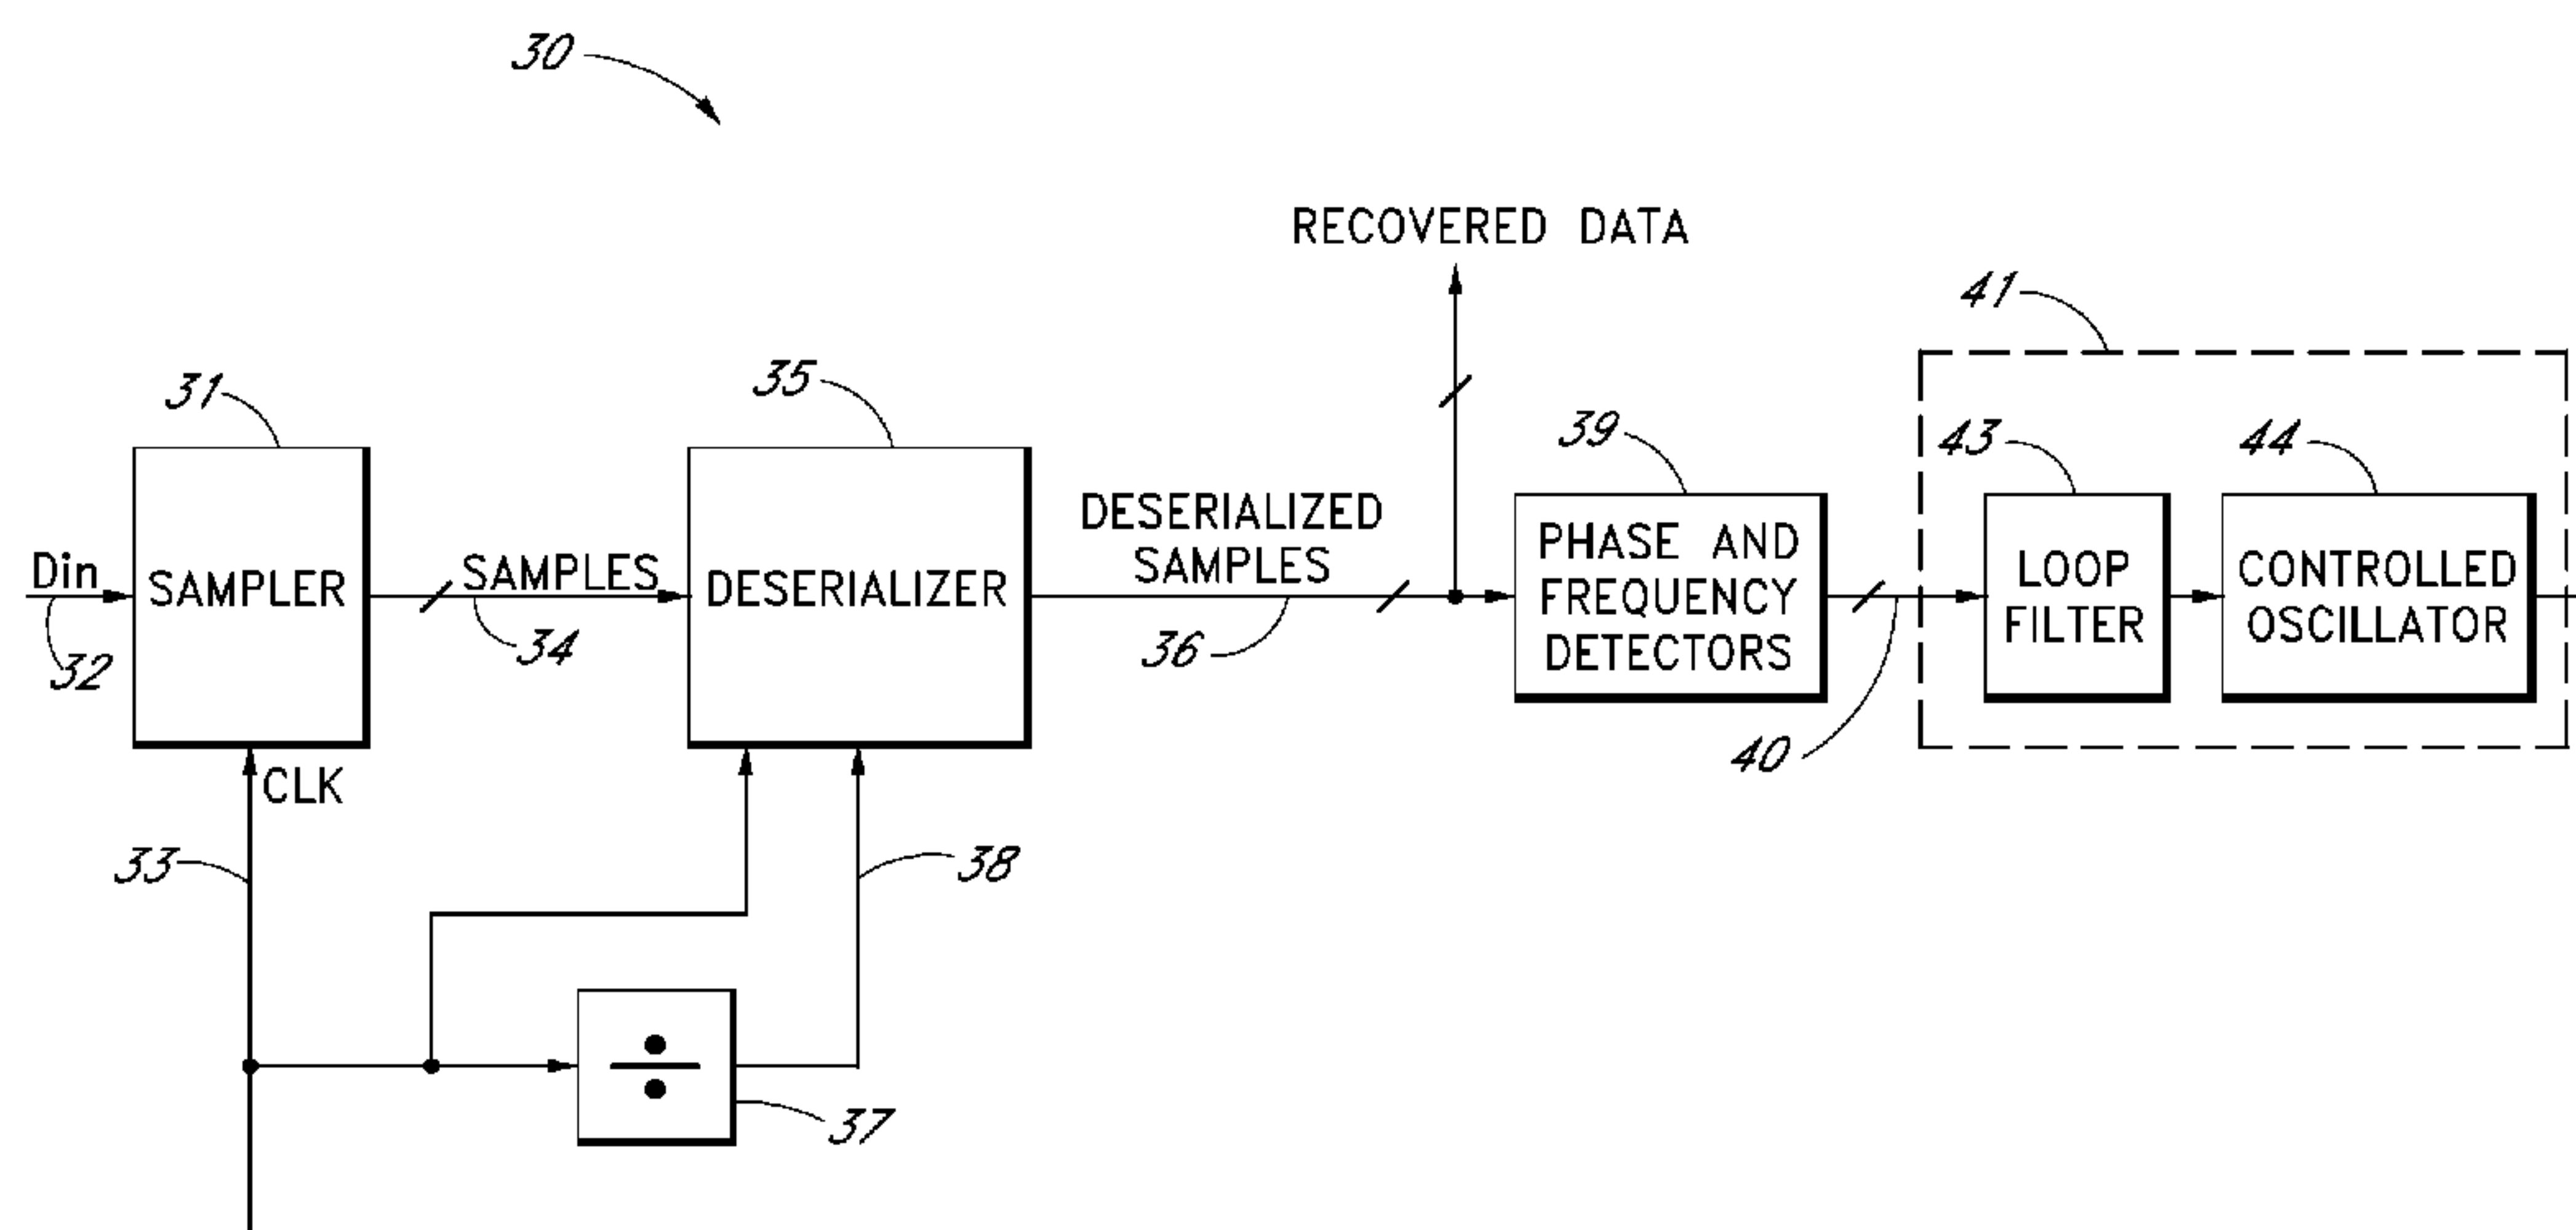 30
RECOVERED DATA
41
31
35
39
43
44
Din
SAMPLER
SAMPLES
DESERIALIZER
DESERIALIZED
SAMPLES
PHASE AND
FREQUENCY
DETECTORS
LOOP
FILTER
CONTROLLED
OSCILLATOR
32
34
36
40
CLK
33
38
÷
37